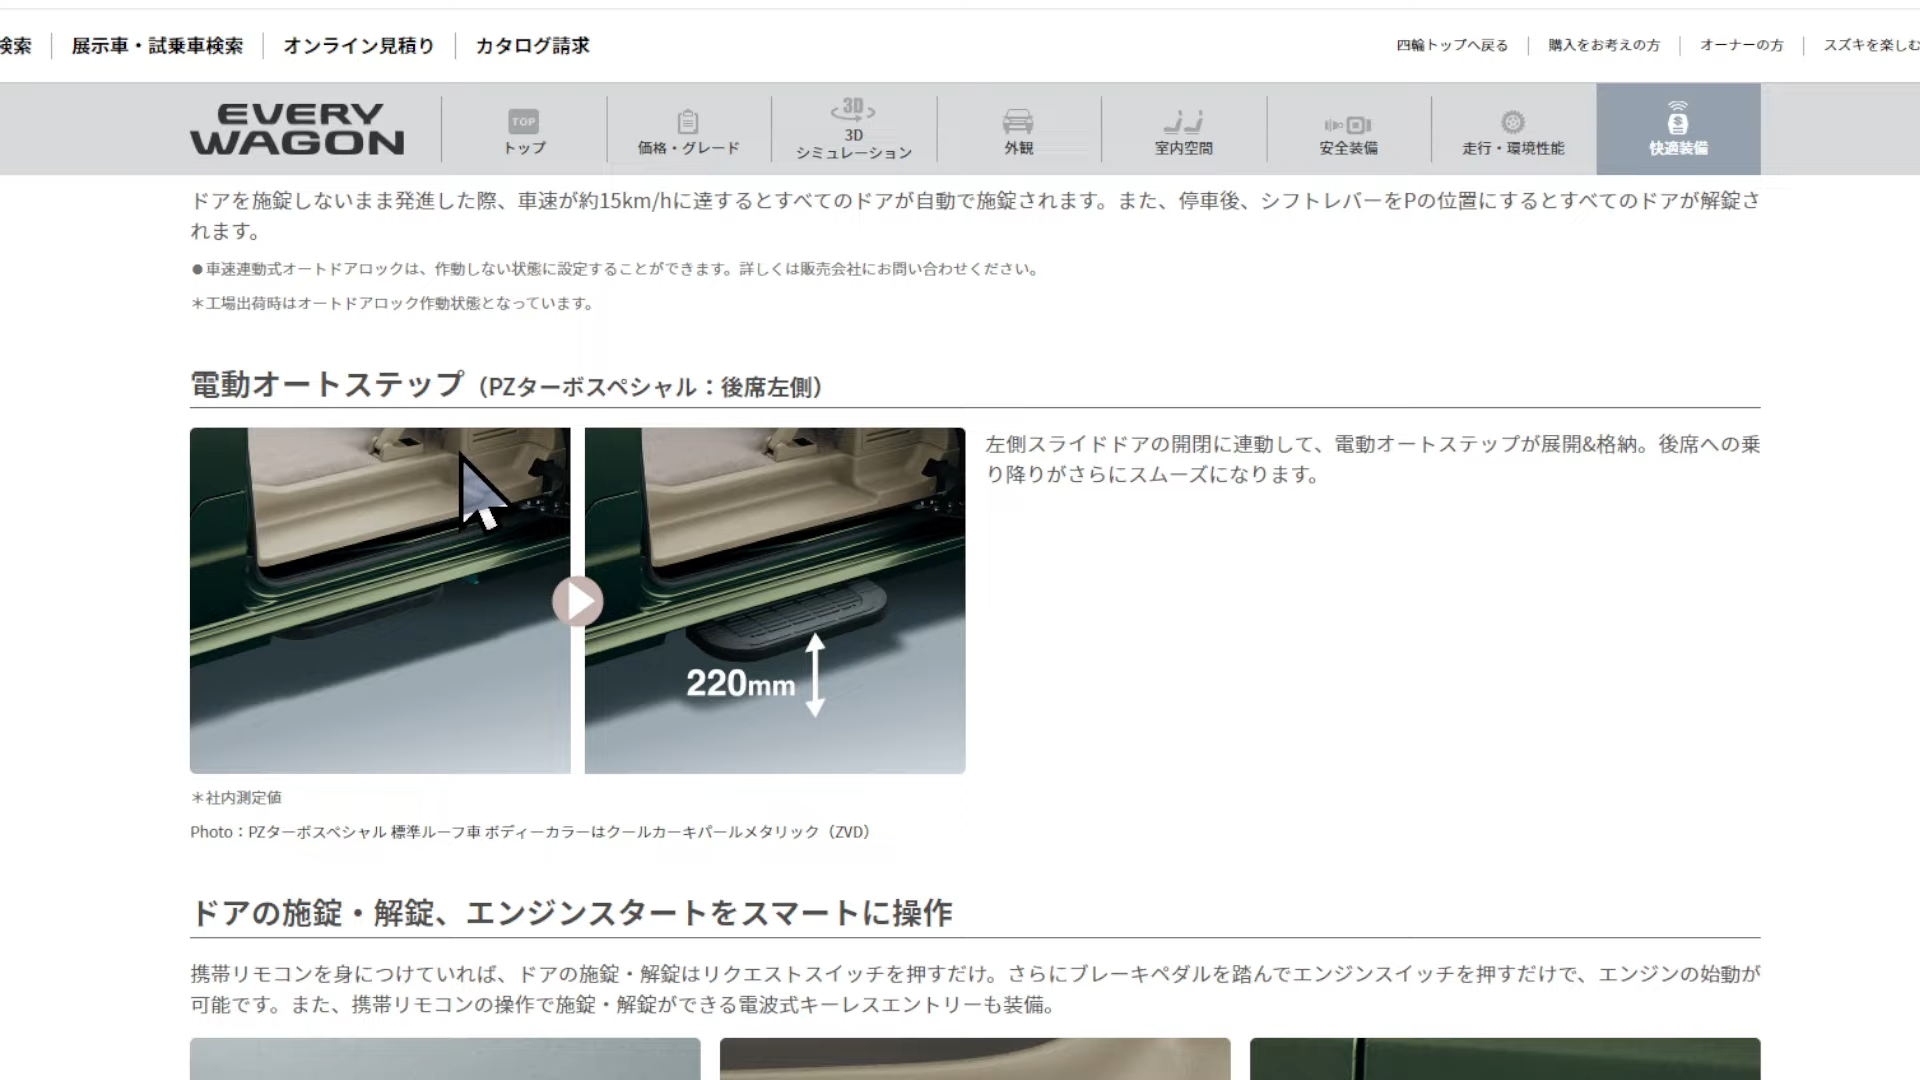 検索
展示車・試乗車検索
オンライン見積り
カタログ請求
四輪トップへ戻る
購入をお考えの方
オーナーの方
スズキを楽しむ
EVERY
WAGON
TOP
トップ
価格・グレード
3D
3D
シミュレーション
外観
室内空間
安全装備
走行・環境性能
快適装備
ドアを施錠しないまま発進した際、車速が約15km/hに達するとすべてのドアが自動で施錠されます。また、停車後、シフトレバーをPの位置にするとすべてのドアが解錠さ
れます。
●車速連動式オートドアロックは、作動しない状態に設定することができます。詳しくは販売会社にお問い合わせください。
＊工場出荷時はオートドアロック作動状態となっています。
電動オートステップ（PZターボスペシャル：後席左側）
左側スライドドアの開閉に連動して、電動オートステップが展開&格納。後席への乗
り降りがさらにスムーズになります。
220mm
＊社内測定値
Photo：PZターボスペシャル 標準ルーフ車 ボディーカラーはクールカーキパールメタリック（ZVD）
ドアの施錠・解錠、エンジンスタートをスマートに操作
携帯リモコンを身につけていれば、ドアの施錠・解錠はリクエストスイッチを押すだけ。さらにブレーキペダルを踏んでエンジンスイッチを押すだけで、エンジンの始動が
可能です。また、携帯リモコンの操作で施錠・解錠ができる電波式キーレスエントリーも装備。